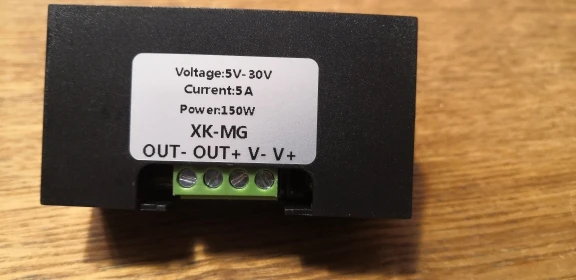 Voltage:5V-30V
Current:5A
Power:150W
XK-MG
OUT- OUT+ V- V+